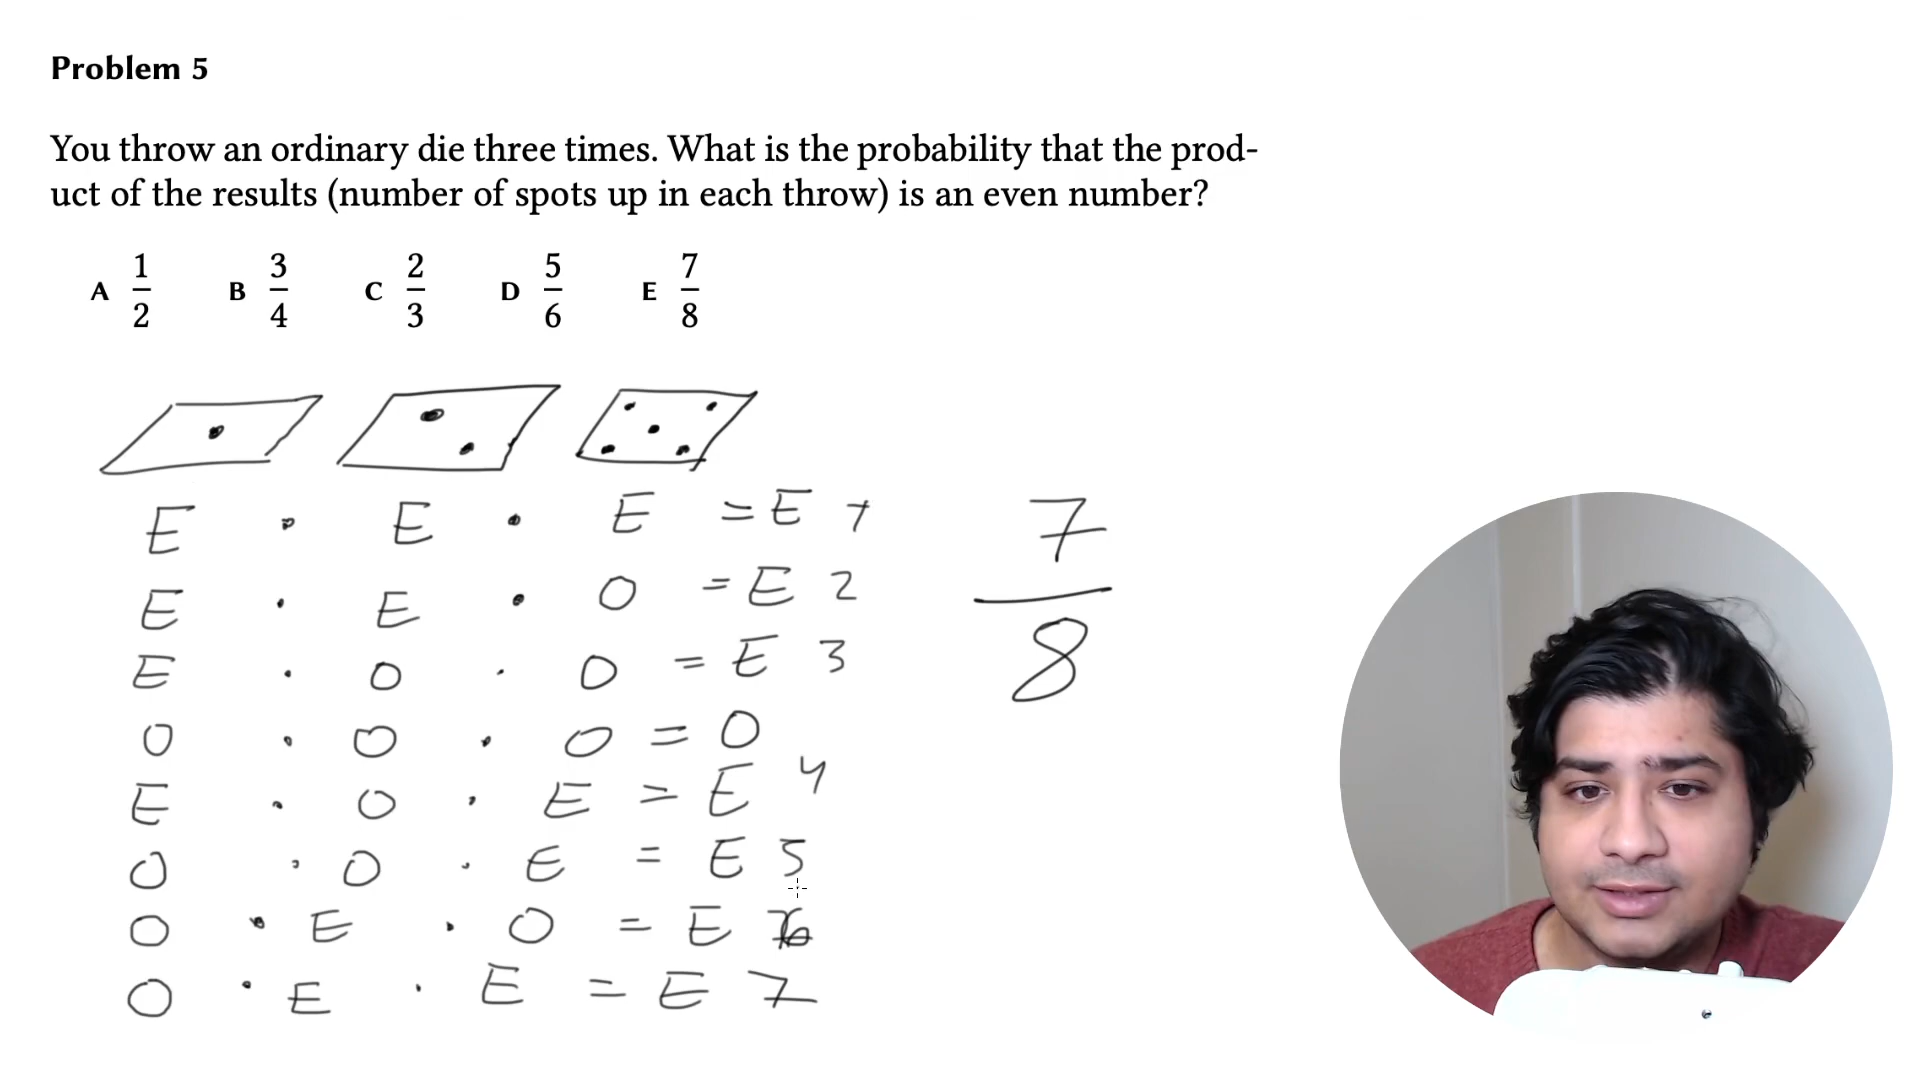 Problem 5
You throw an ordinary die three times. What is the probability that the prod-
uct of the results (number of spots up in each throw) is an even number?
A 1/2 B 3/4 C 2/3 D 5/6 E 7/8
E · E · E = E 1
E · E · O = E 2
E · O · O = E 3
O · O · O = O
E · O · E = E 4
O · O · E = E 5
O · E · O = E 6
O · E · E = E 7
7/8